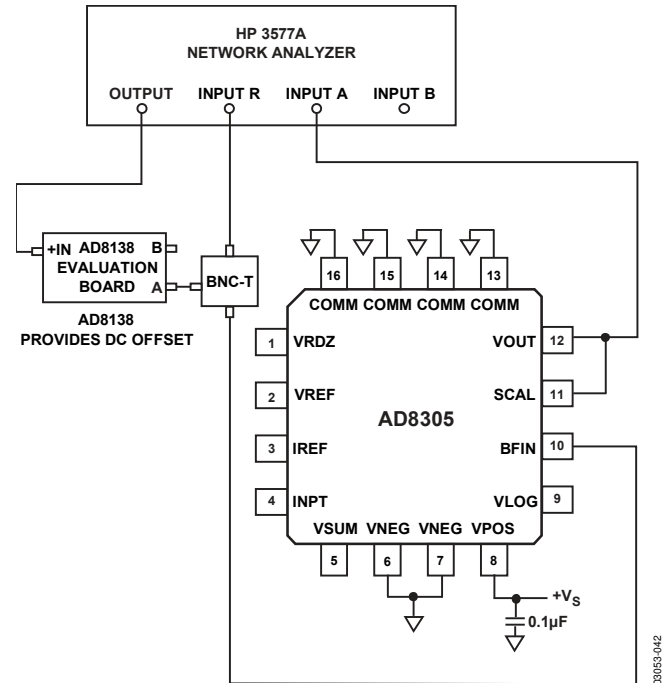 HP 3577A
NETWORK ANALYZER
OUTPUT INPUT R INPUT A INPUT B
+IN AD8138 B
EVALUATION
BOARD A
BNC-T
AD8138
PROVIDES DC OFFSET
16 15 14 13
COMM COMM COMM COMM
1 VRDZ VOUT 12
2 VREF SCAL 11
AD8305
3 IREF BFIN 10
4 INPT VLOG 9
VSUM VNEG VNEG VPOS
5 6 7 8
+VS
0.1µF
03053-042